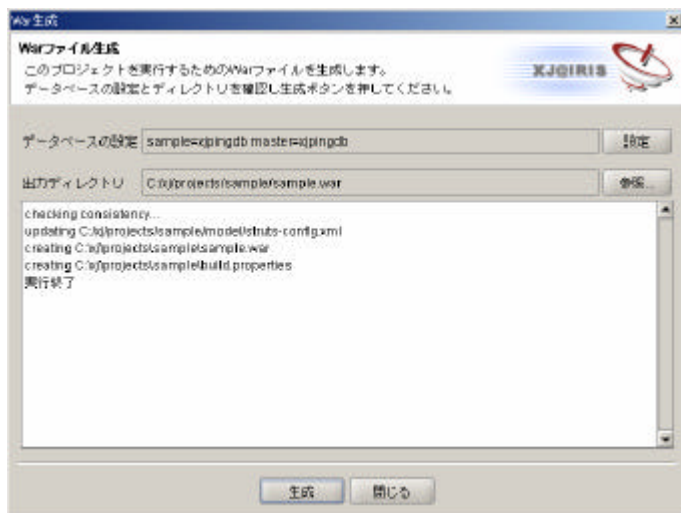 War生成
Warファイル生成
このプロジェクトを実行するためのWarファイルを生成します。
データベースの設定とディレクトリを確認し生成ボタンを押してください。
XJGIRIS
データベースの設定 sample=xjpingdb master=xjpingdb 設定
出力ディレクトリ C:/xj/projects/sample/sample.war 参照...
checking consistency...
updating C:/xj/projects/sample/model/struts-config.xml
creating C:\xj\projects\sample\sample.war
creating C:\xj\projects\sample\build.properties
実行終了
生成 閉じる